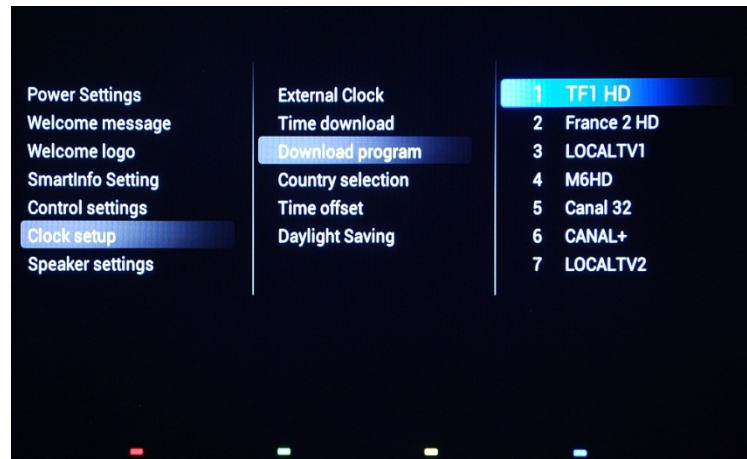 Power Settings
Welcome message
Welcome logo
SmartInfo Setting
Control settings
Clock setup
Speaker settings
External Clock
Time download
Download program
Country selection
Time offset
Daylight Saving
1 TF1 HD
2 France 2 HD
3 LOCALTV1
4 M6HD
5 Canal 32
6 CANAL+
7 LOCALTV2